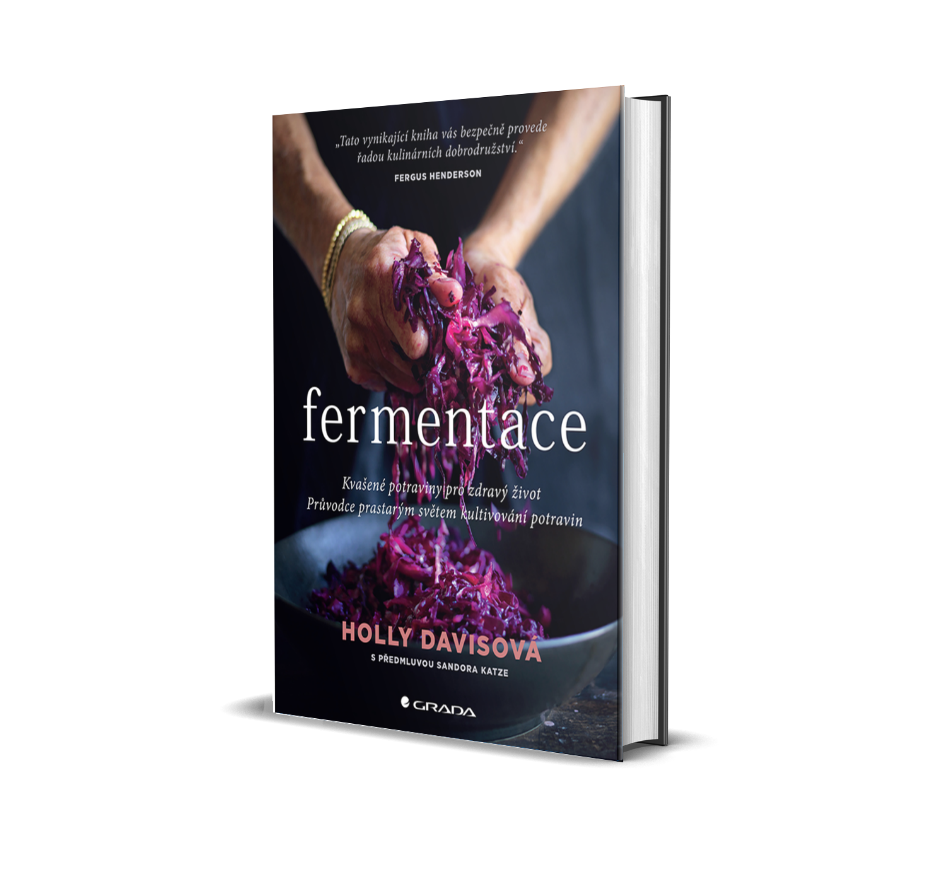 „Tato vynikající kniha vás bezpečně provede
řadou kulinárních dobrodružství.“
FERGUS HENDERSON
fermentace
Kvašené potraviny pro zdravý život
Průvodce prastarým světem kultivování potravin
HOLLY DAVISOVÁ
S PŘEDMLUVOU SANDORA KATZE
GRADA